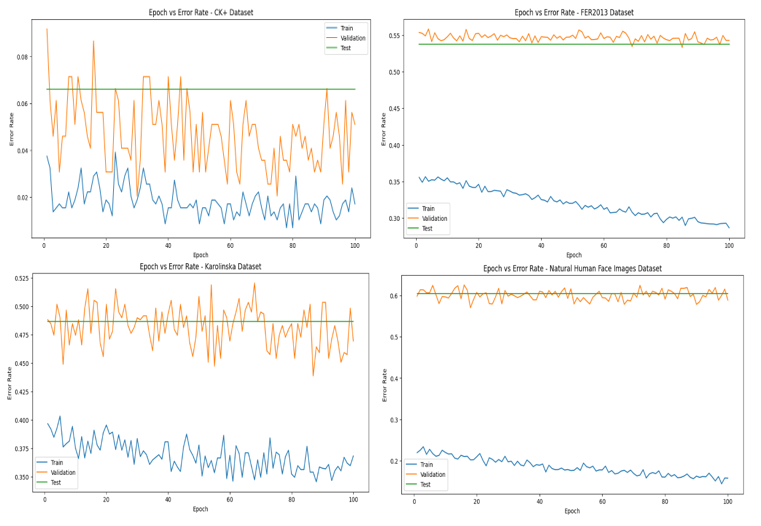 Epoch vs Error Rate - CK+ Dataset
Train
Validation
Test
Error Rate
0.08
0.06
0.04
0.02
0 20 40 60 80 100
Epoch
Epoch vs Error Rate - FER2013 Dataset
Error Rate
0.55
0.50
0.45
0.40
0.35
0.30
Train
Validation
Test
0 20 40 60 80 100
Epoch
Epoch vs Error Rate - Karolinska Dataset
Error Rate
0.525
0.500
0.475
0.450
0.425
0.400
0.375
0.350
Train
Validation
Test
0 20 40 60 80 100
Epoch
Epoch vs Error Rate - Natural Human Face Images Dataset
Error Rate
0.6
0.5
0.4
0.3
0.2
Train
Validation
Test
0 20 40 60 80 100
Epoch